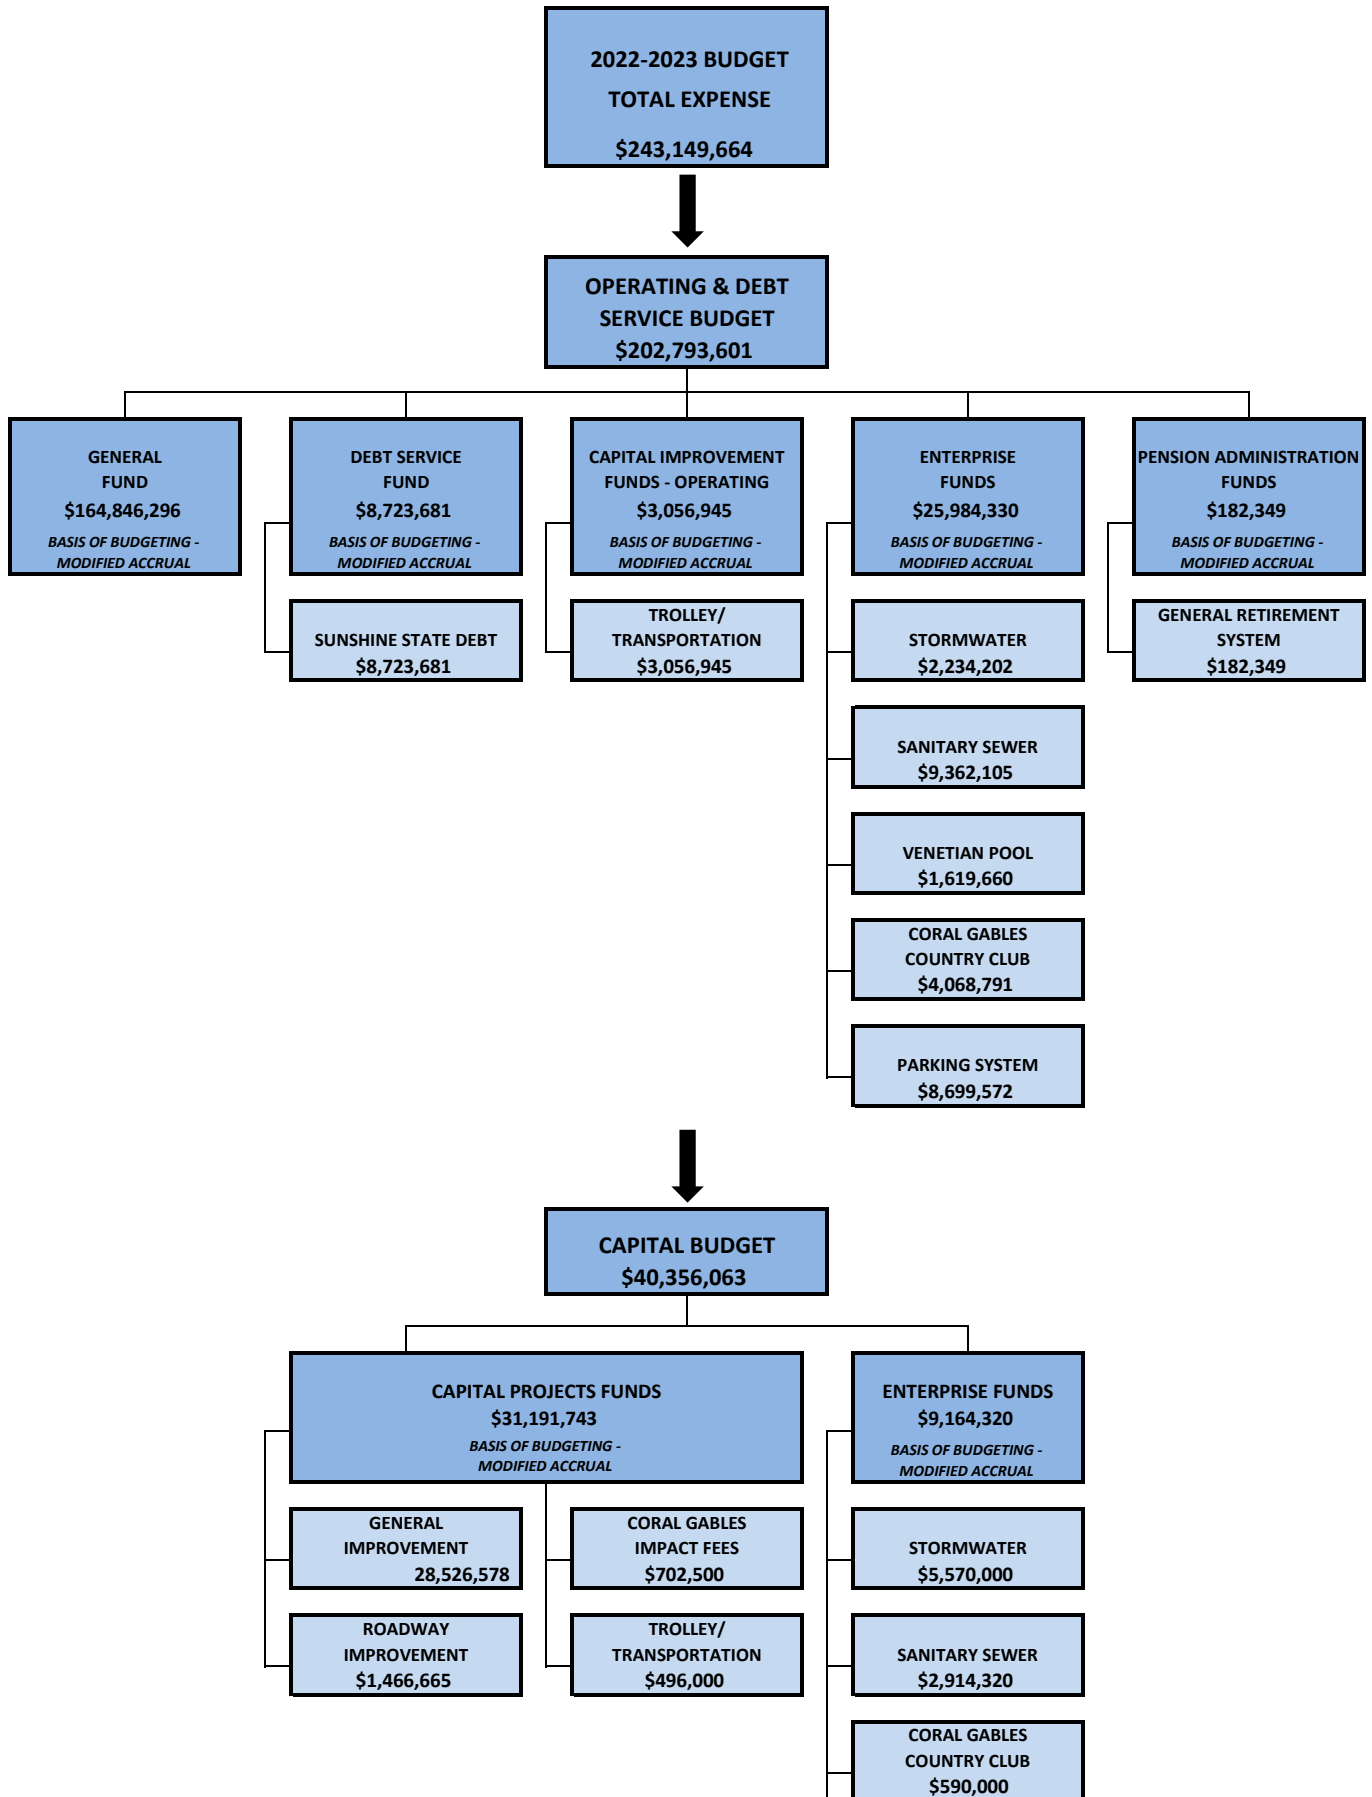 2022-2023 BUDGET
TOTAL EXPENSE
$243,149,664
OPERATING & DEBT
SERVICE BUDGET
$202,793,601
GENERAL
FUND
$164,846,296
BASIS OF BUDGETING -
MODIFIED ACCRUAL
DEBT SERVICE
FUND
$8,723,681
BASIS OF BUDGETING -
MODIFIED ACCRUAL
CAPITAL IMPROVEMENT
FUNDS - OPERATING
$3,056,945
BASIS OF BUDGETING -
MODIFIED ACCRUAL
ENTERPRISE
FUNDS
$25,984,330
BASIS OF BUDGETING -
MODIFIED ACCRUAL
PENSION ADMINISTRATION
FUNDS
$182,349
BASIS OF BUDGETING -
MODIFIED ACCRUAL
SUNSHINE STATE DEBT
$8,723,681
TROLLEY/
TRANSPORTATION
$3,056,945
STORMWATER
$2,234,202
GENERAL RETIREMENT
SYSTEM
$182,349
SANITARY SEWER
$9,362,105
VENETIAN POOL
$1,619,660
CORAL GABLES
COUNTRY CLUB
$4,068,791
PARKING SYSTEM
$8,699,572
CAPITAL BUDGET
$40,356,063
CAPITAL PROJECTS FUNDS
$31,191,743
BASIS OF BUDGETING -
MODIFIED ACCRUAL
ENTERPRISE FUNDS
$9,164,320
BASIS OF BUDGETING -
MODIFIED ACCRUAL
GENERAL
IMPROVEMENT
28,526,578
CORAL GABLES
IMPACT FEES
$702,500
STORMWATER
$5,570,000
ROADWAY
IMPROVEMENT
$1,466,665
TROLLEY/
TRANSPORTATION
$496,000
SANITARY SEWER
$2,914,320
CORAL GABLES
COUNTRY CLUB
$590,000